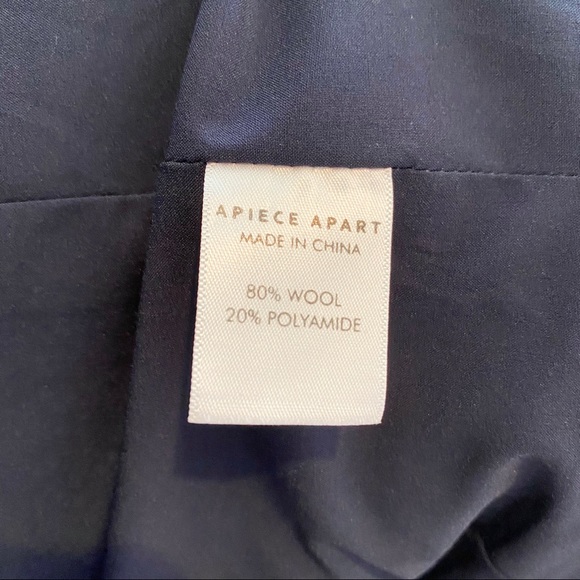 APIECE APART
MADE IN CHINA
80% WOOL
20% POLYAMIDE